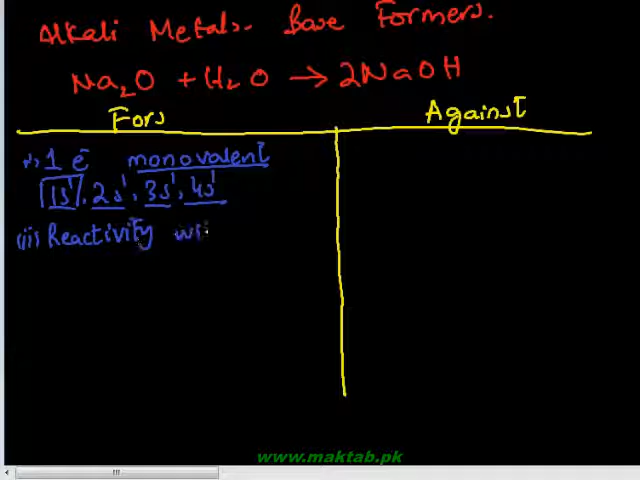 Alkali Metals- Base Formers.
Na₂O + H₂O → 2NaOH
Fors
Against
i) 1 e monovalent
1s¹, 2s¹, 3s¹, 4s¹
(ii) Reactivity wi
www.maktab.pk